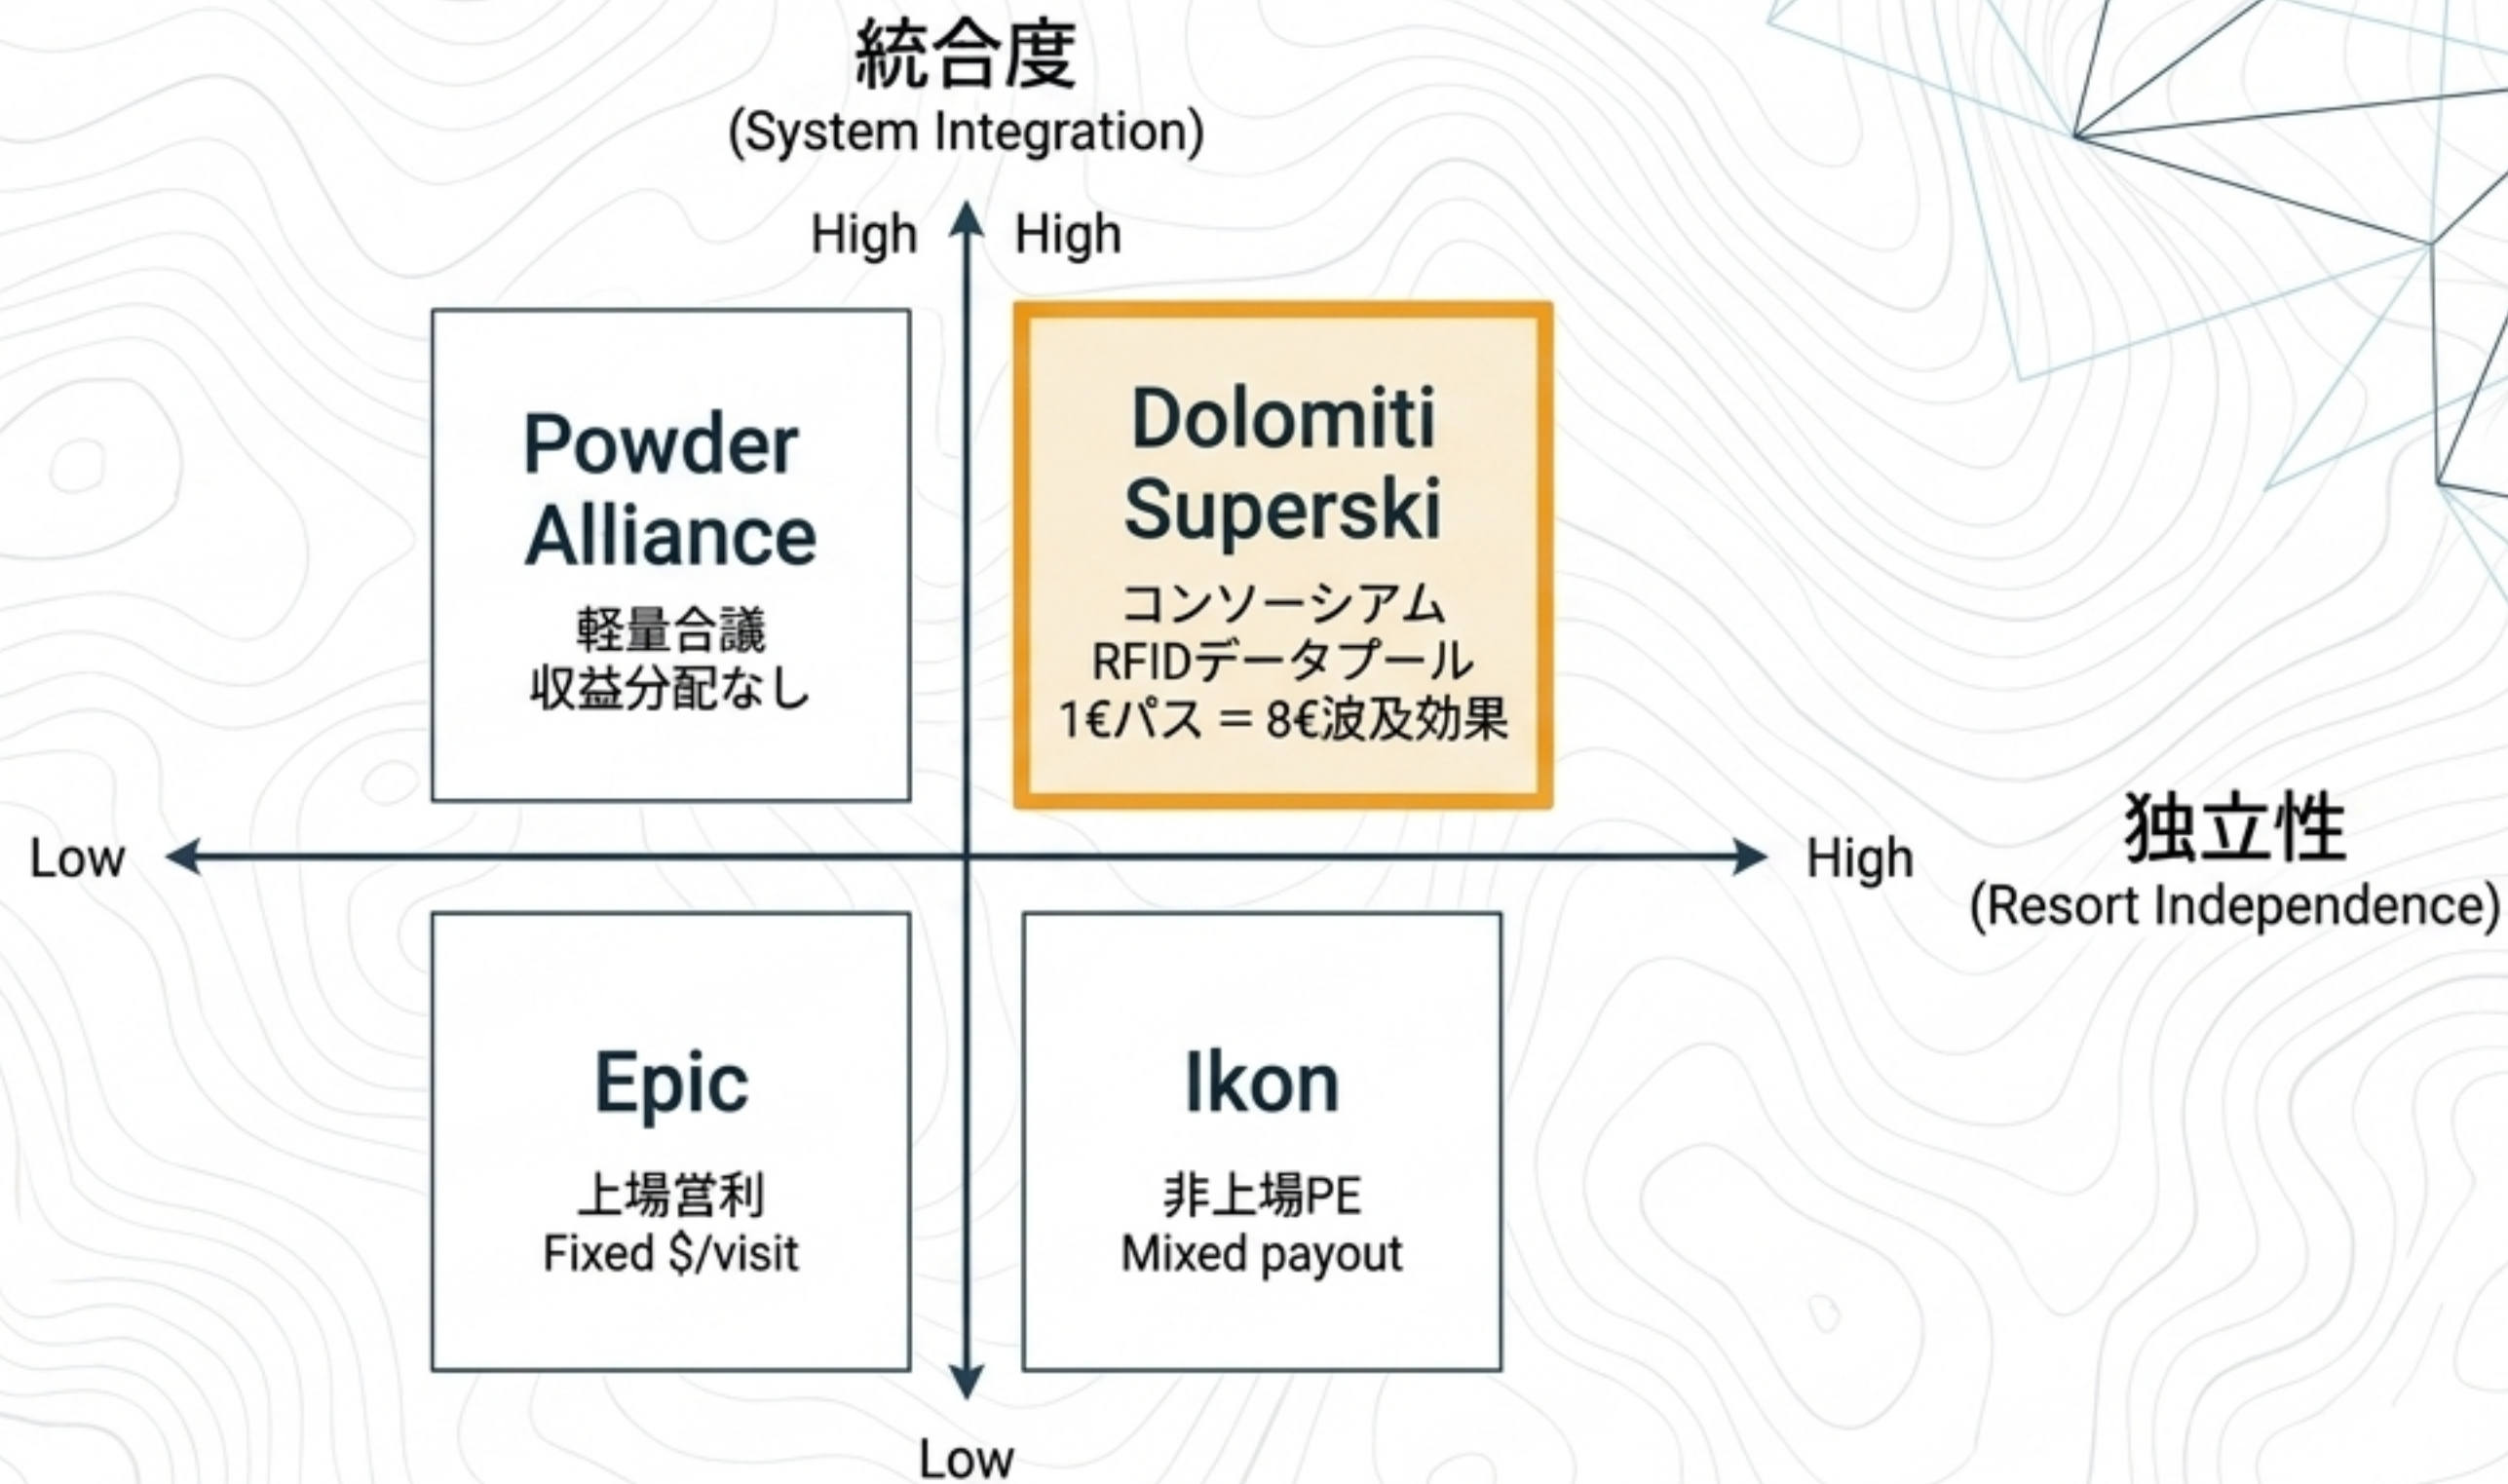 統合度
(System Integration)
High
High
Powder
Alliance
軽量合議
収益分配なし
Dolomiti
Superski
コンソーシアム
RFIDデータプール
1€パス = 8€波及効果
Low
High
独立性
(Resort Independence)
Epic
上場営利
Fixed $/visit
Ikon
非上場PE
Mixed payout
Low